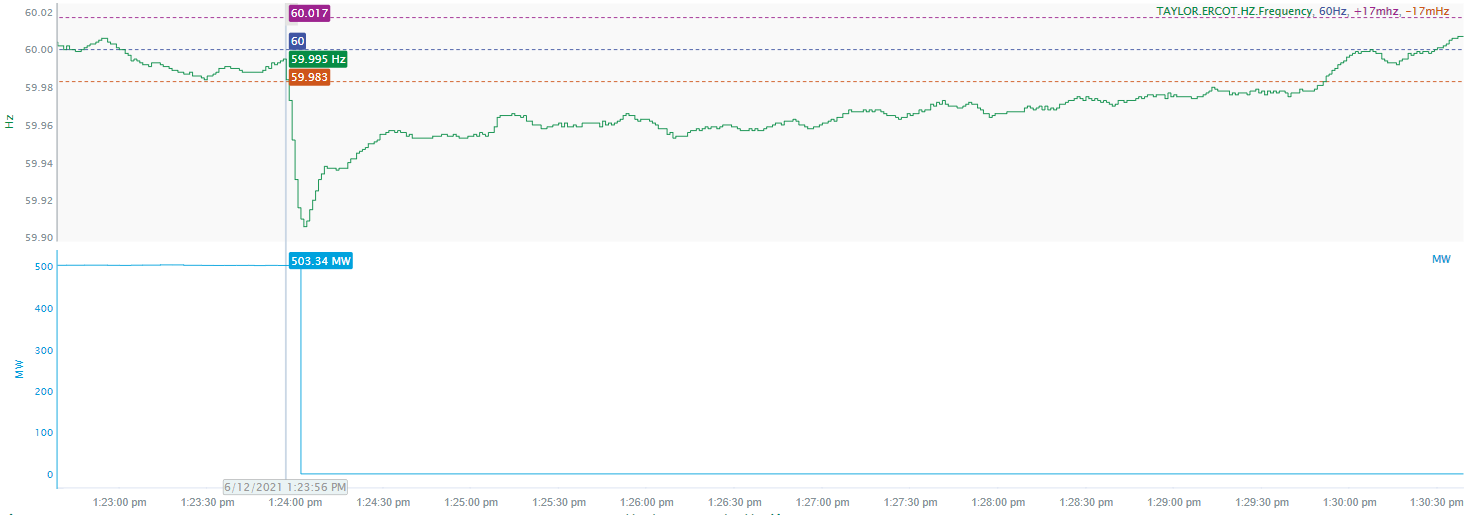 60.02
60.017
TAYLOR.ERCOT.HZ.Frequency, 60Hz, +17mhz, -17mHz
60
60.00
59.995 Hz
59.983
59.98
Hz
59.96
59.94
59.92
59.90
503.34 MW
MW
500
400
300
MW
200
100
0
6/12/2021 1:23:56 PM
1:23:00 pm 1:23:30 pm 1:24:00 pm 1:24:30 pm 1:25:00 pm 1:25:30 pm 1:26:00 pm 1:26:30 pm 1:27:00 pm 1:27:30 pm 1:28:00 pm 1:28:30 pm 1:29:00 pm 1:29:30 pm 1:30:00 pm 1:30:30 pm